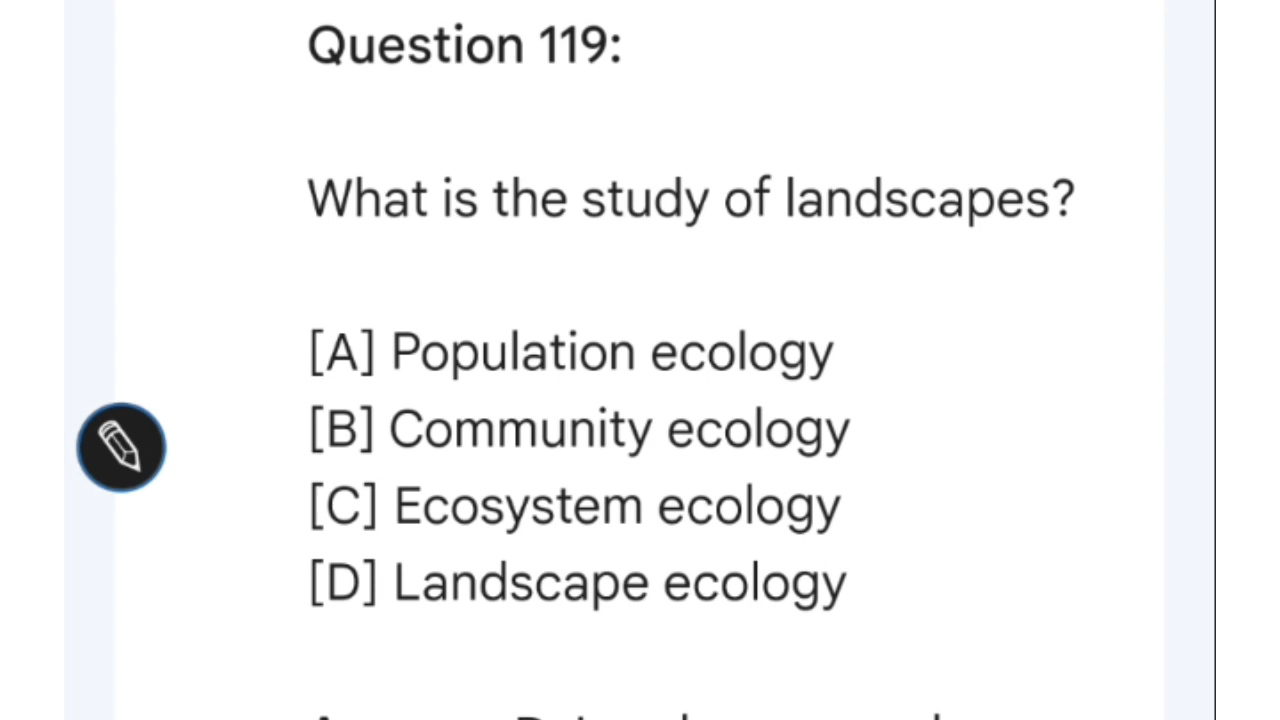 Question 119:
What is the study of landscapes?
[A] Population ecology
[B] Community ecology
[C] Ecosystem ecology
[D] Landscape ecology